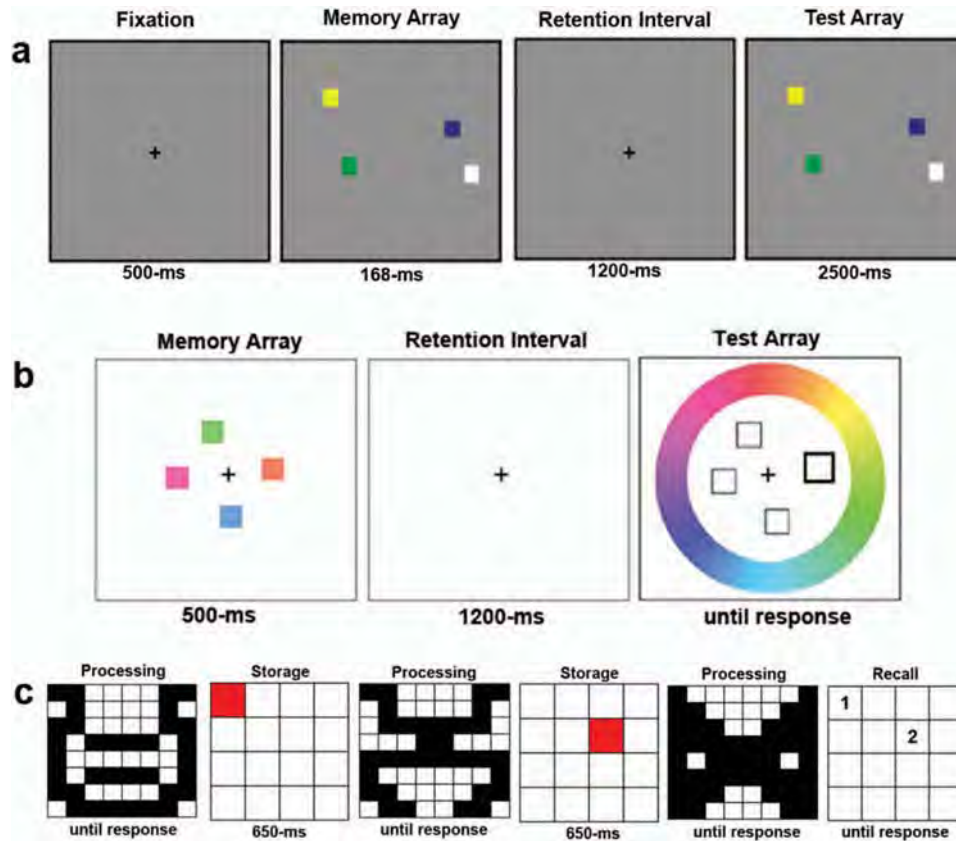 a
Fixation Memory Array Retention Interval Test Array
+ +
500-ms 168-ms 1200-ms 2500-ms
b
Memory Array Retention Interval Test Array
+ + +
500-ms 1200-ms until response
c
Processing Storage Processing Storage Processing Recall
1
2
until response 650-ms until response 650-ms until response until response